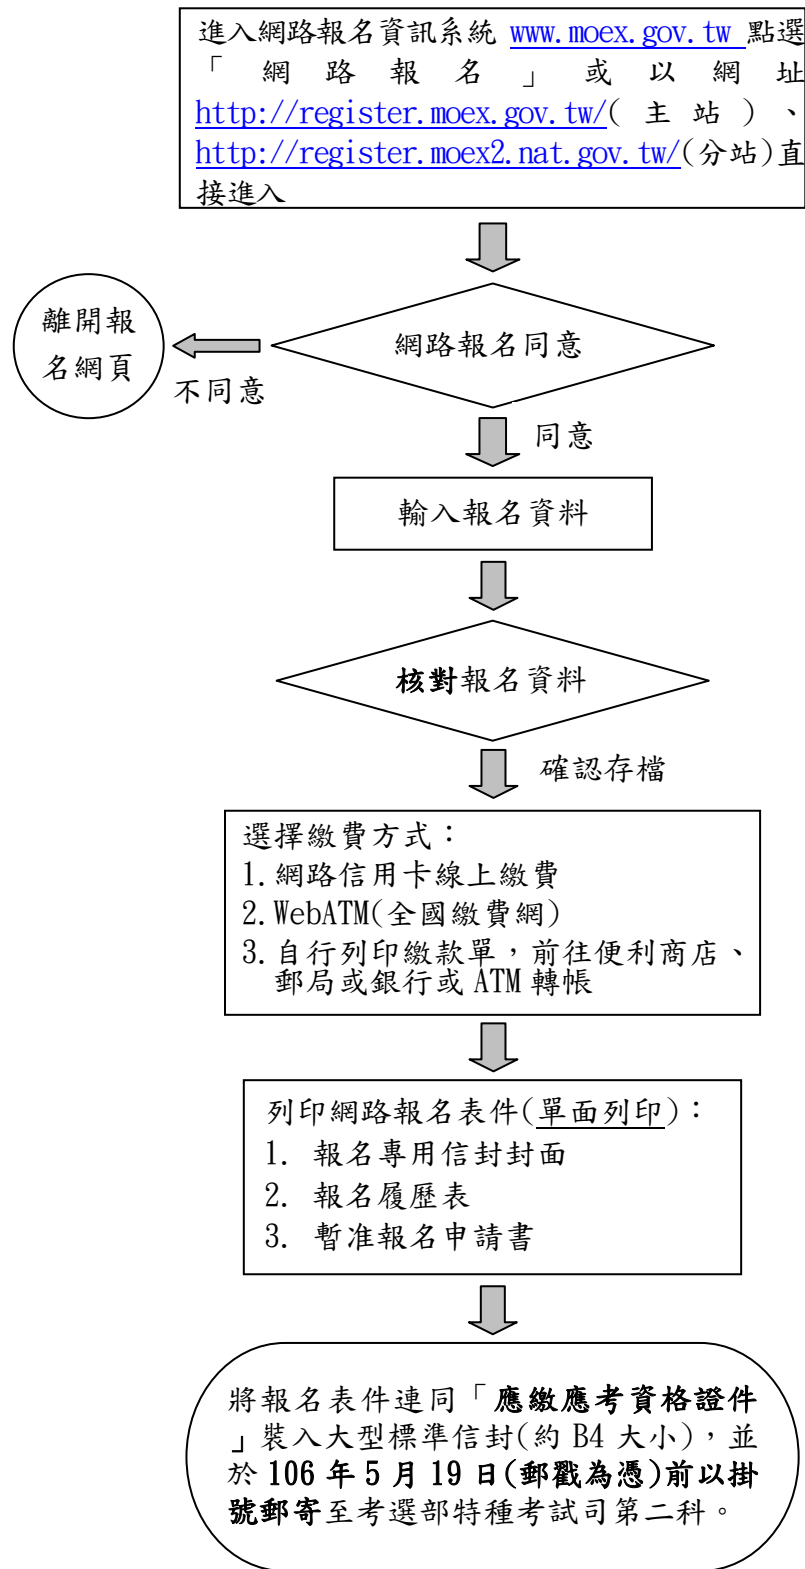 進入網路報名資訊系統 www.moex.gov.tw 點選
「網路報名」或以網址
http://register.moex.gov.tw/(主站)、
http://register.moex2.nat.gov.tw/(分站)直
接進入
網路報名同意
離開報
名網頁
不同意
同意
輸入報名資料
核對報名資料
確認存檔
選擇繳費方式：
1.網路信用卡線上繳費
2.WebATM(全國繳費網)
3.自行列印繳款單，前往便利商店、
郵局或銀行或 ATM 轉帳
列印網路報名表件(單面列印)：
1. 報名專用信封封面
2. 報名履歷表
3. 暫准報名申請書
將報名表件連同「應繳應考資格證件
」裝入大型標準信封(約 B4 大小)，並
於 106 年 5 月 19 日(郵戳為憑)前以掛
號郵寄至考選部特種考試司第二科。